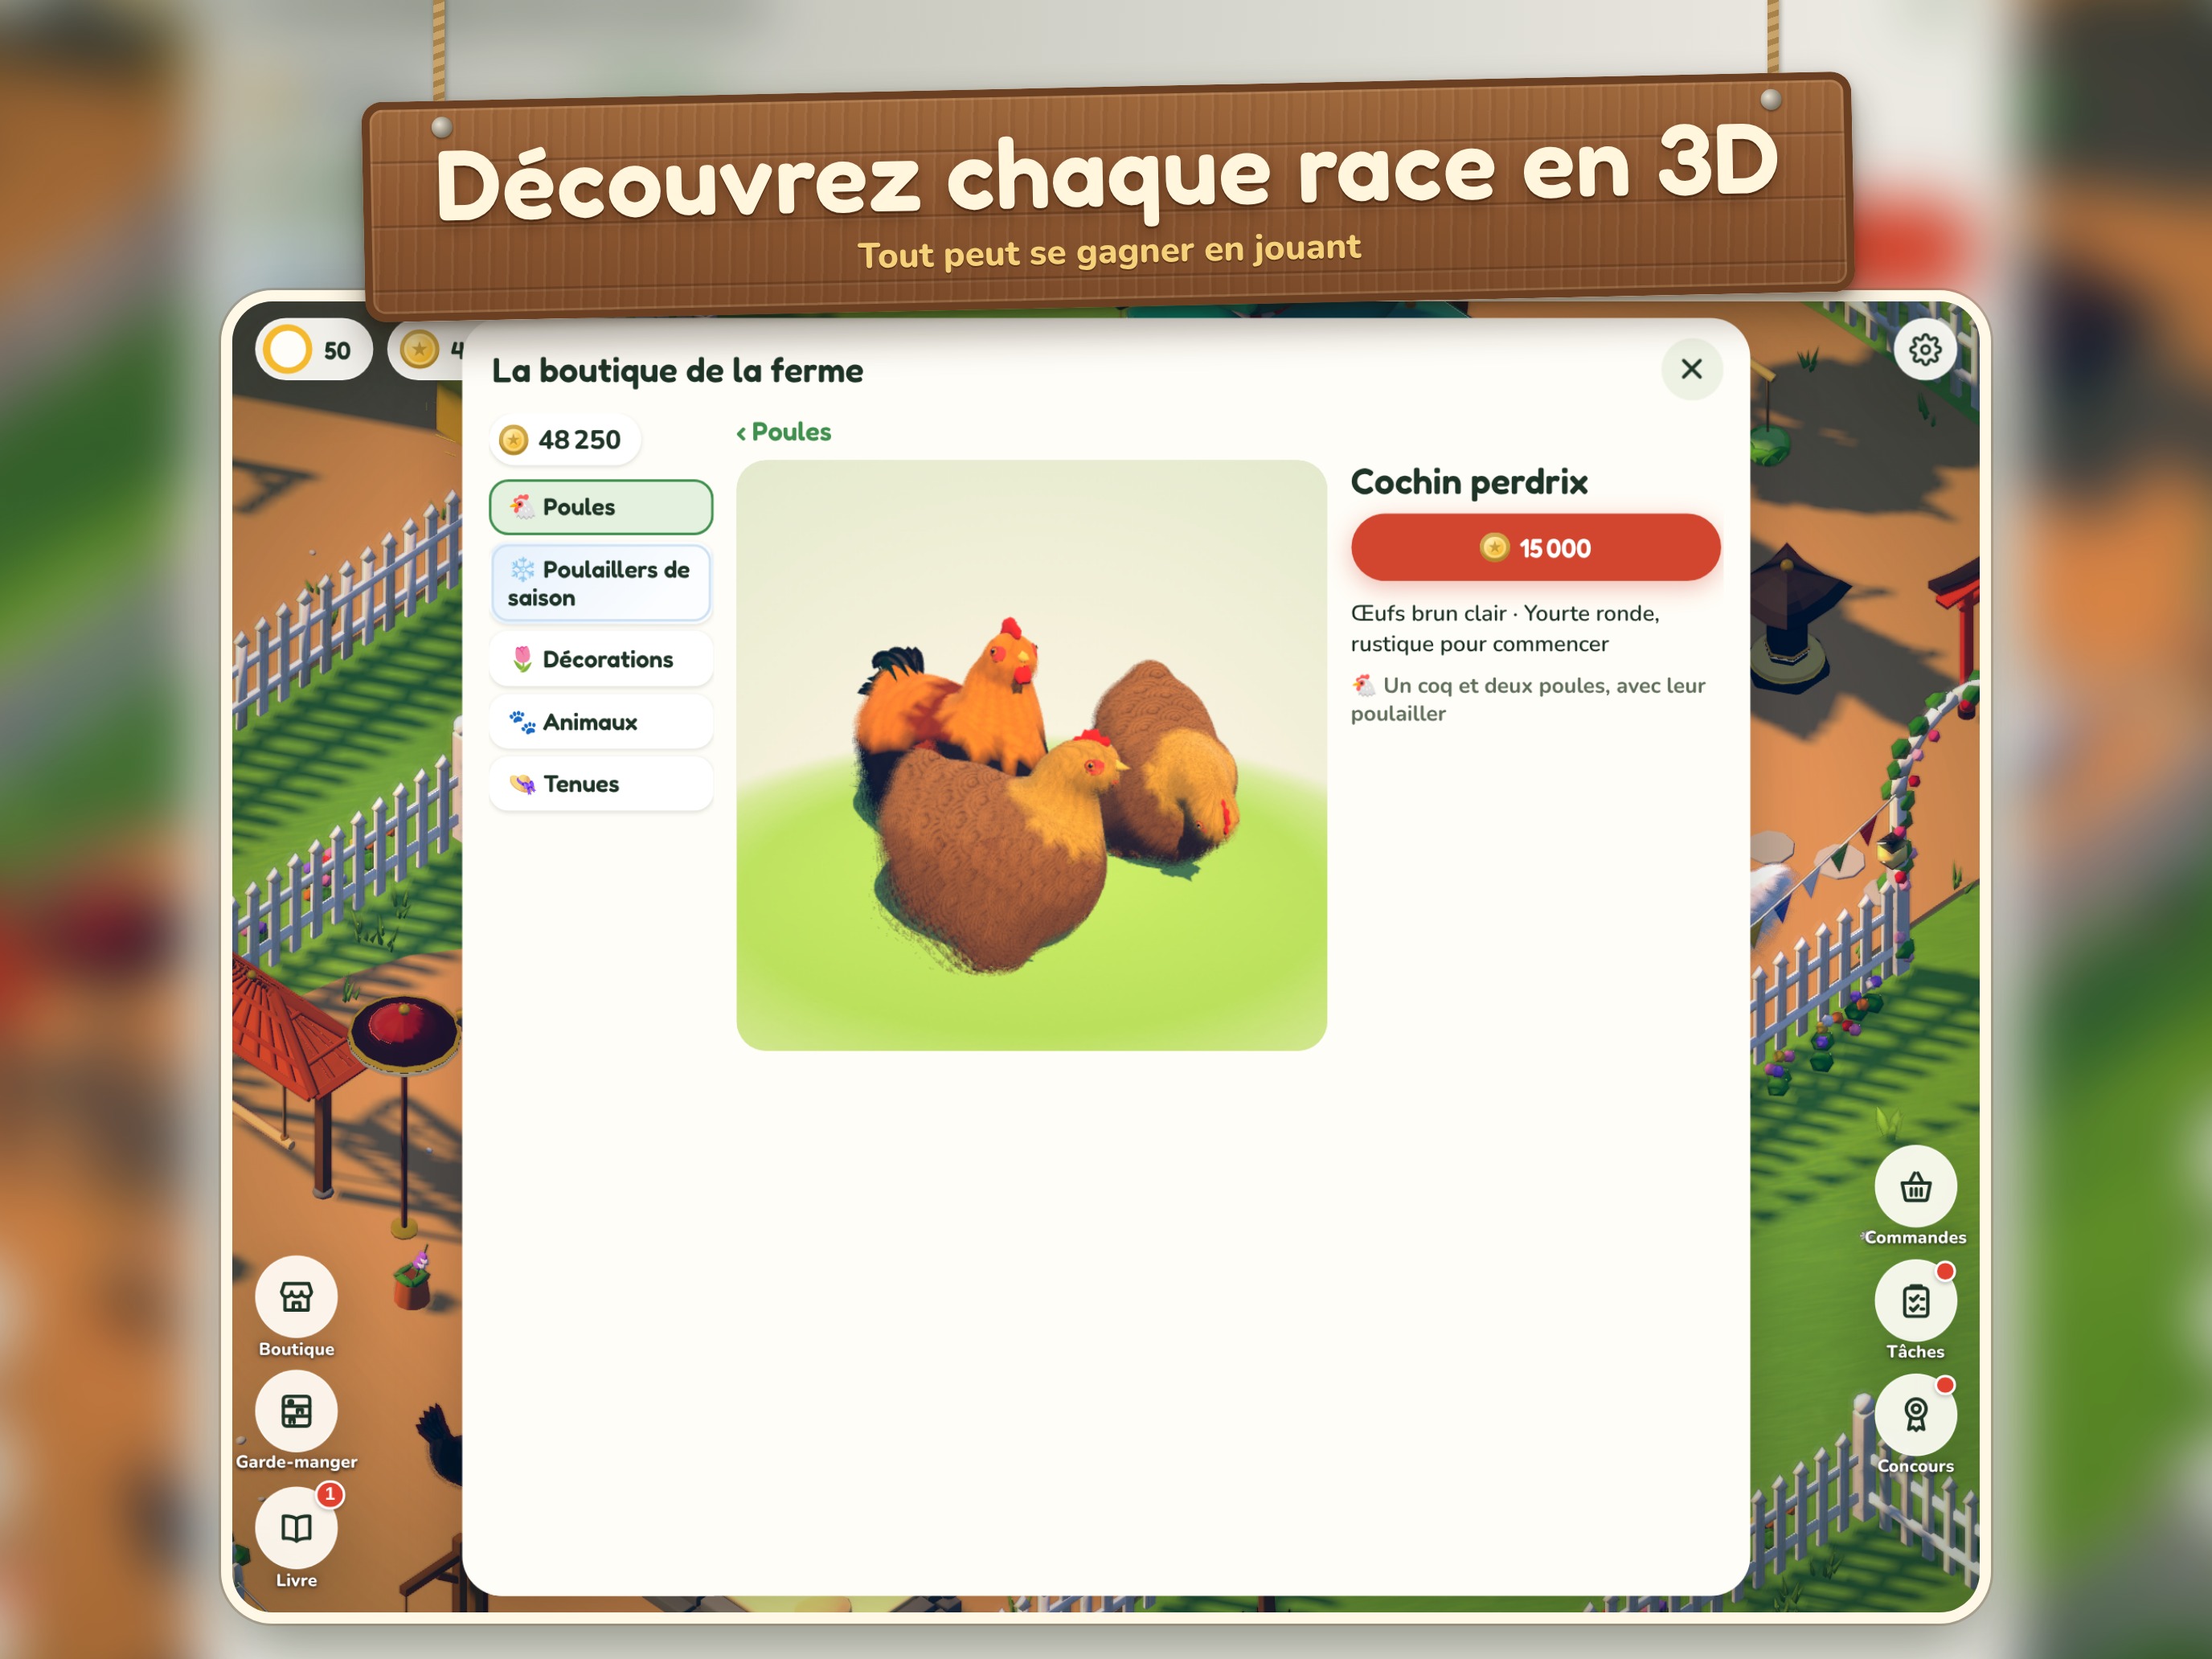 Découvrez chaque race en 3D
Tout peut se gagner en jouant
50
4
La boutique de la ferme
48 250
‹ Poules
Poules
Poulaillers de
saison
Décorations
Animaux
Tenues
Cochin perdrix
15 000
Œufs brun clair · Yourte ronde,
rustique pour commencer
Un coq et deux poules, avec leur
poulailler
Boutique
Garde-manger
1
Livre
Commandes
Tâches
Concours